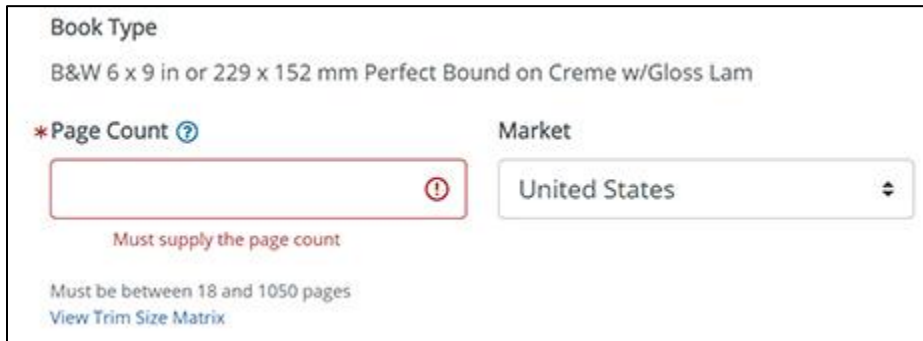 Book Type
B&W 6 x 9 in or 229 x 152 mm Perfect Bound on Creme w/Gloss Lam
*Page Count ?
Market
!
United States
Must supply the page count
Must be between 18 and 1050 pages
View Trim Size Matrix